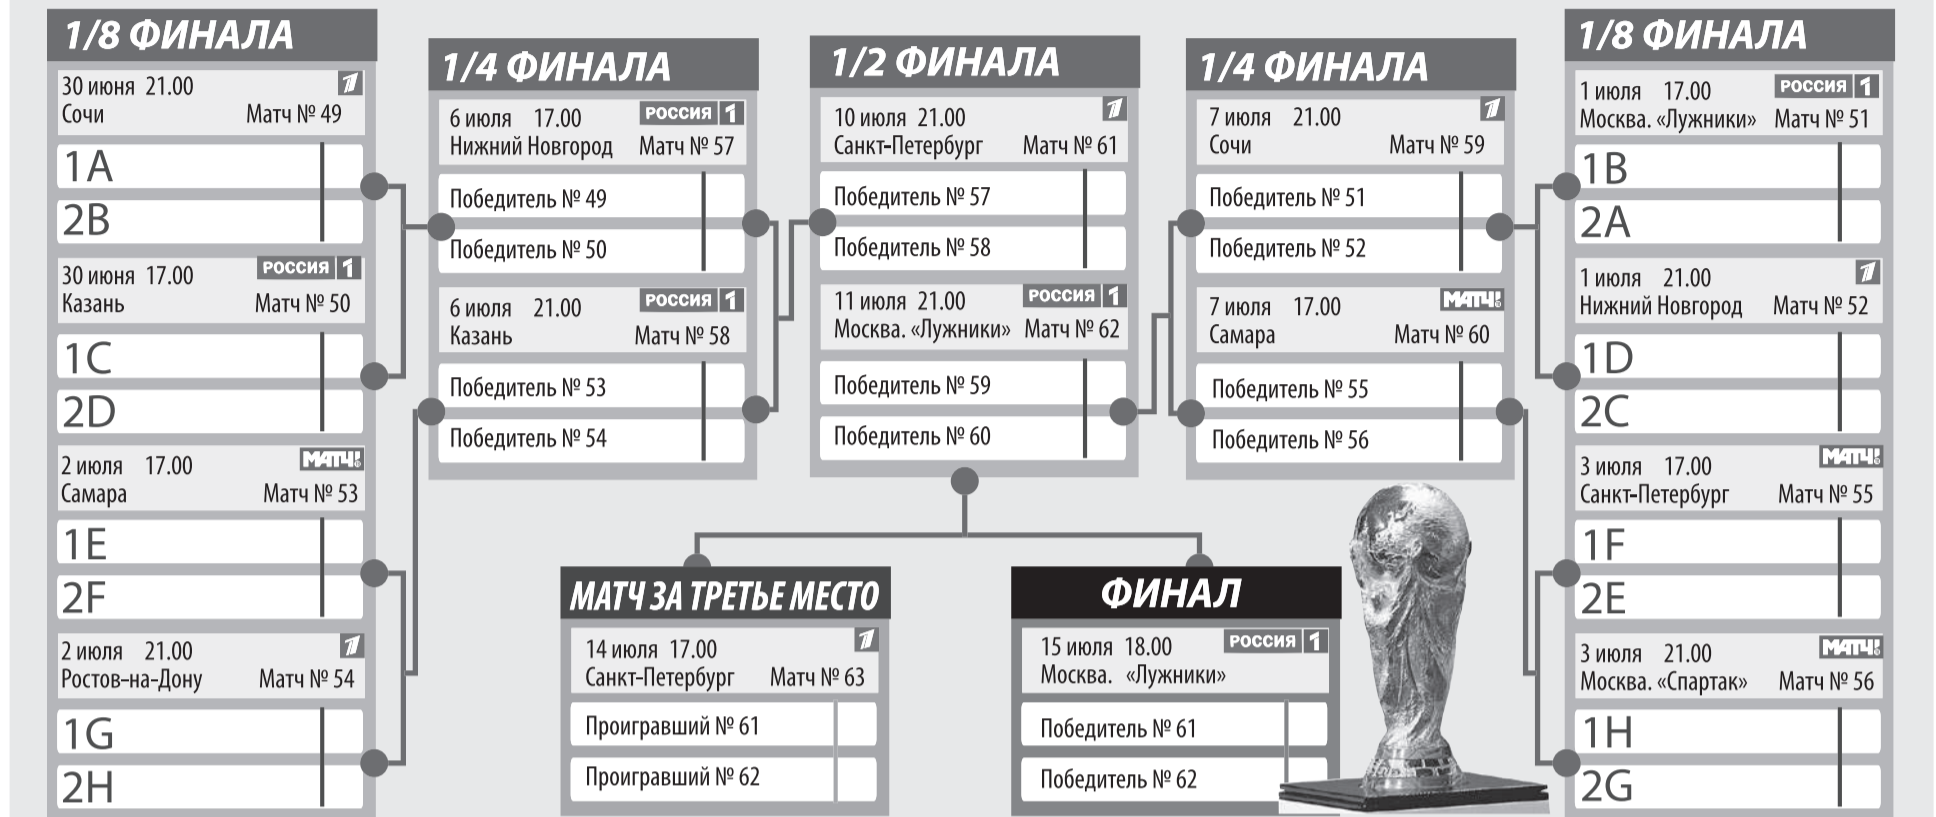 1/8 ФИНАЛА
30 июня 21.00 1
Сочи Матч № 49
1A
2B
30 июня 17.00 РОССИЯ 1
Казань Матч № 50
1C
2D
2 июля 17.00 МАТЧ!
Самара Матч № 53
1E
2F
2 июля 21.00 1
Ростов-на-Дону Матч № 54
1G
2H
1/4 ФИНАЛА
6 июля 17.00 РОССИЯ 1
Нижний Новгород Матч № 57
Победитель № 49
Победитель № 50
6 июля 21.00 РОССИЯ 1
Казань Матч № 58
Победитель № 53
Победитель № 54
1/2 ФИНАЛА
10 июля 21.00 1
Санкт-Петербург Матч № 61
Победитель № 57
Победитель № 58
11 июля 21.00 РОССИЯ 1
Москва. «Лужники» Матч № 62
Победитель № 59
Победитель № 60
1/4 ФИНАЛА
7 июля 21.00 1
Сочи Матч № 59
Победитель № 51
Победитель № 52
7 июля 17.00 МАТЧ!
Самара Матч № 60
Победитель № 55
Победитель № 56
1/8 ФИНАЛА
1 июля 17.00 РОССИЯ 1
Москва. «Лужники» Матч № 51
1B
2A
1 июля 21.00 1
Нижний Новгород Матч № 52
1D
2C
3 июля 17.00 МАТЧ!
Санкт-Петербург Матч № 55
1F
2E
3 июля 21.00 МАТЧ!
Москва. «Спартак» Матч № 56
1H
2G
МАТЧ ЗА ТРЕТЬЕ МЕСТО
14 июля 17.00 1
Санкт-Петербург Матч № 63
Проигравший № 61
Проигравший № 62
ФИНАЛ
15 июля 18.00 РОССИЯ 1
Москва. «Лужники»
Победитель № 61
Победитель № 62